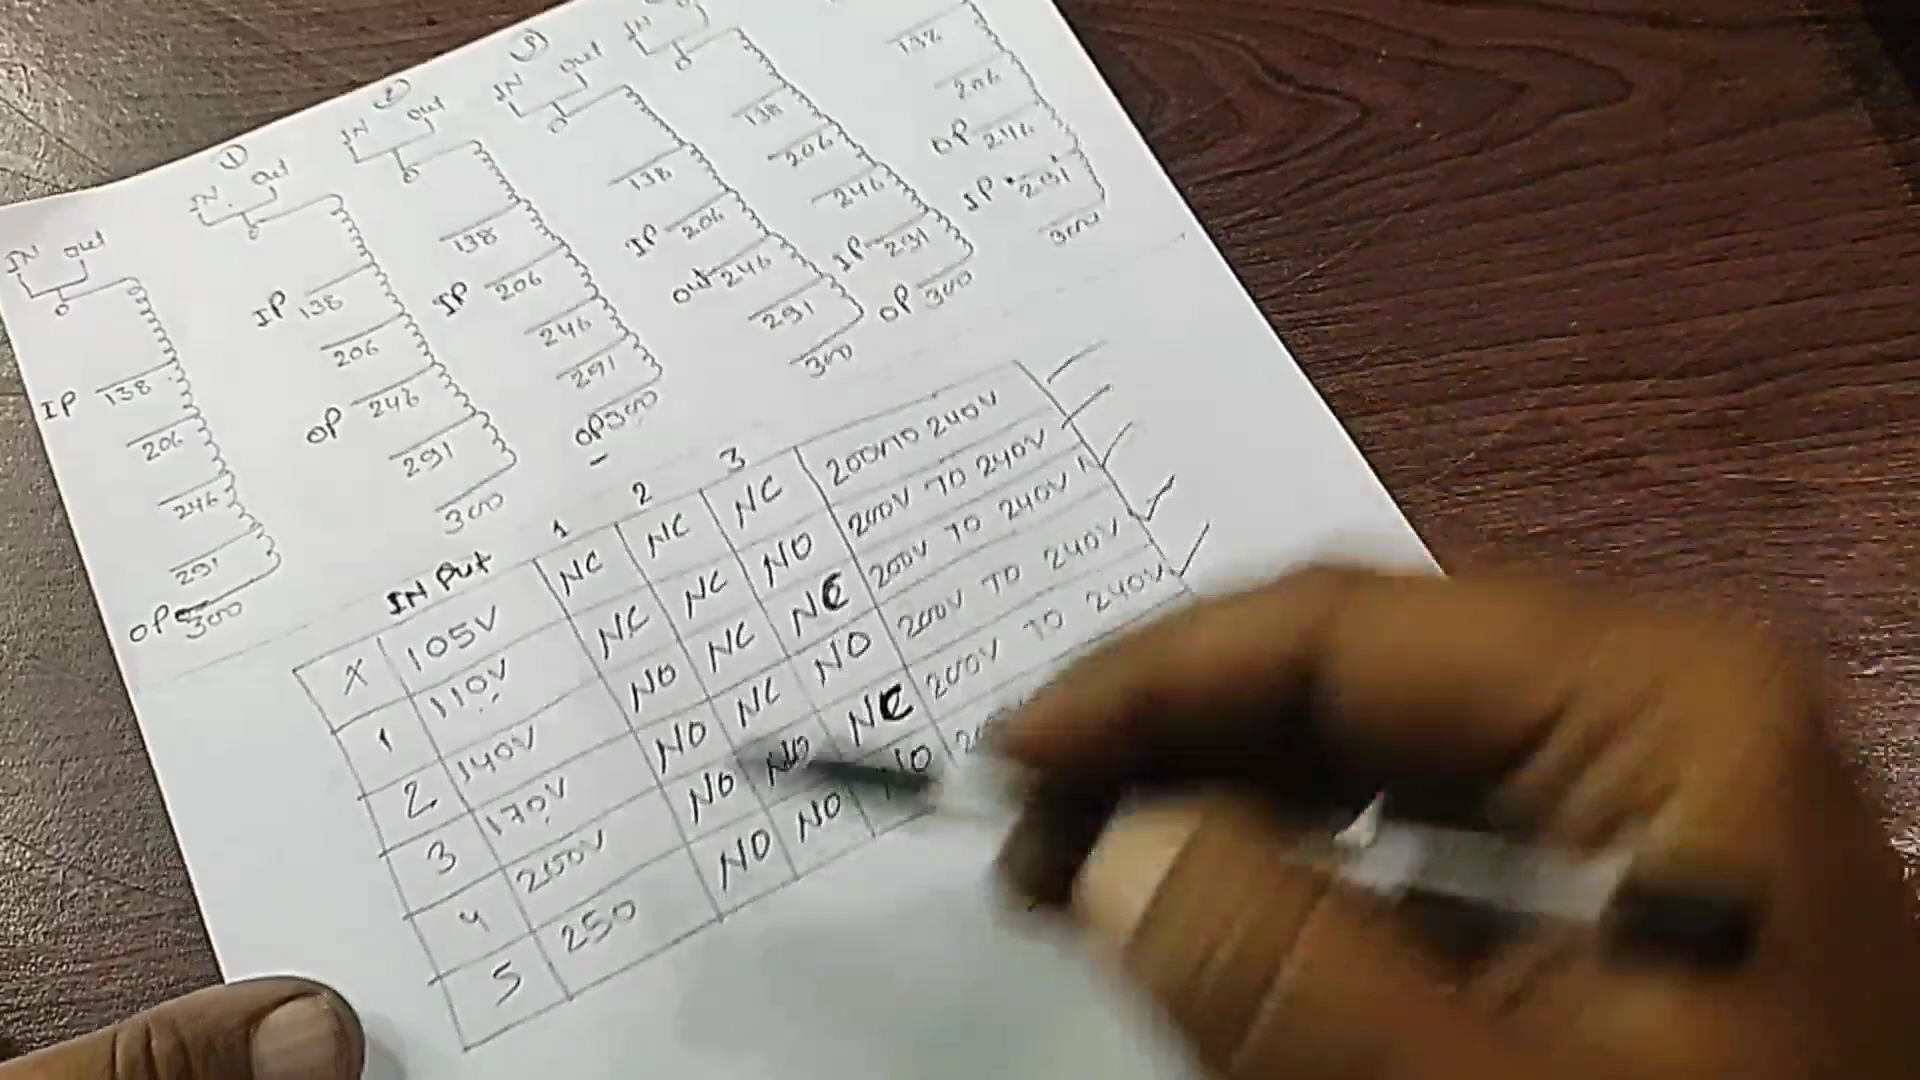 IN out
IP 138
206
246
291
OP 300
1
IN out
IP 138
206
OP 246
291
300
2
IN out
138
IP 206
246
291
OP 300
3
IN out
138
IP 206
out 246
291
300
IN
138
206
246
IP 291
OP 300
138
206
OP 246
IP 291
300
IN Put 1 2 3
X 105V NC NC NC 200V TO 240V
1 110V NC NC NO 200V TO 240V
2 140V NO NC NC 200V TO 240V
3 170V NO NC NO 200V TO 240V
4 200V NO NO NC 200V TO 240V
5 250 NO NO NO